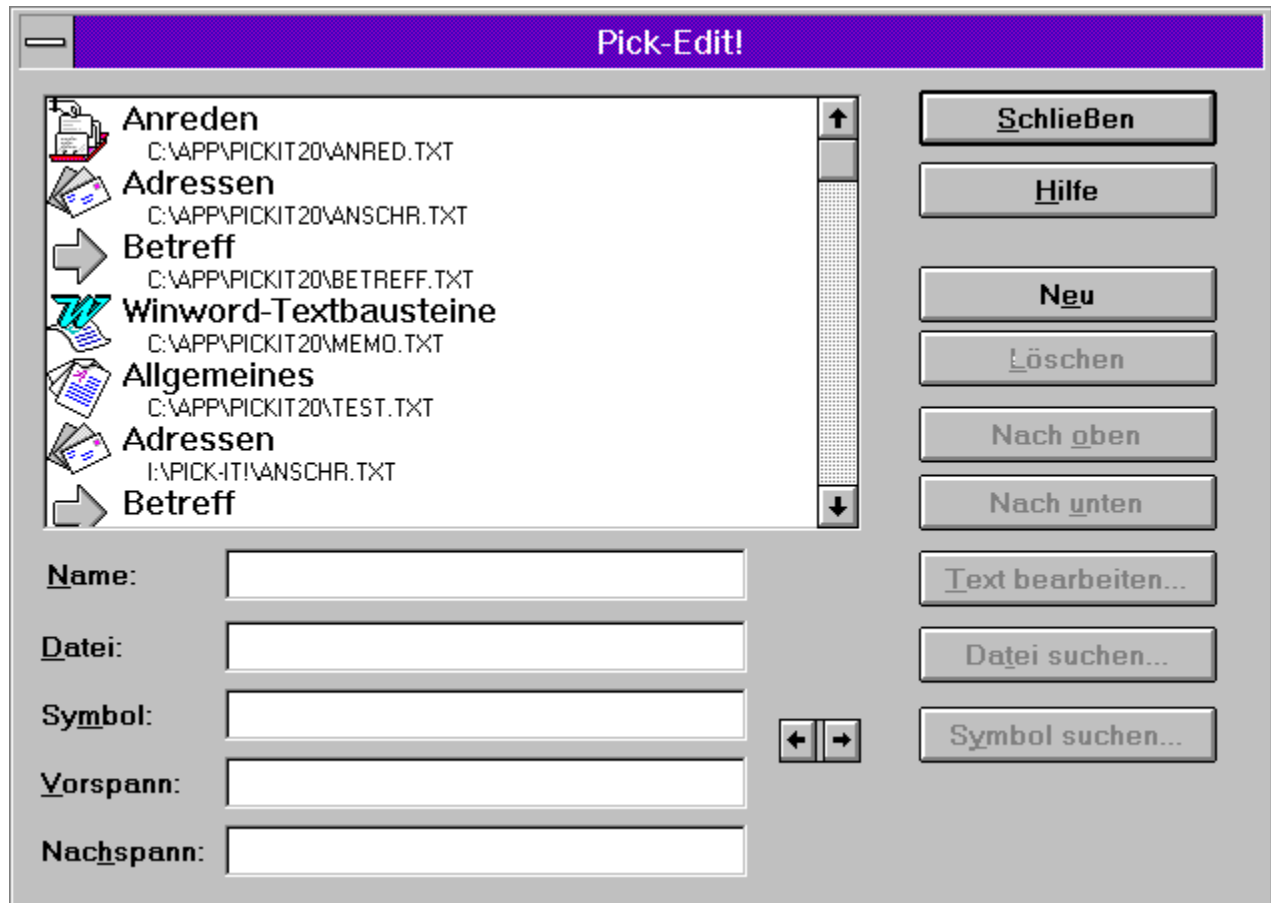 Pick-Edit!
Anreden
C:\APP\PICKIT20\ANRED.TXT
Adressen
C:\APP\PICKIT20\ANSCHR.TXT
Betreff
C:\APP\PICKIT20\BETREFF.TXT
Winword-Textbausteine
C:\APP\PICKIT20\MEMO.TXT
Allgemeines
C:\APP\PICKIT20\TEST.TXT
Adressen
I:\PICK-IT!\ANSCHR.TXT
Betreff
Name:
Datei:
Symbol:
Vorspann:
Nachspann:
Schließen
Hilfe
Neu
Löschen
Nach oben
Nach unten
Text bearbeiten...
Datei suchen...
Symbol suchen...